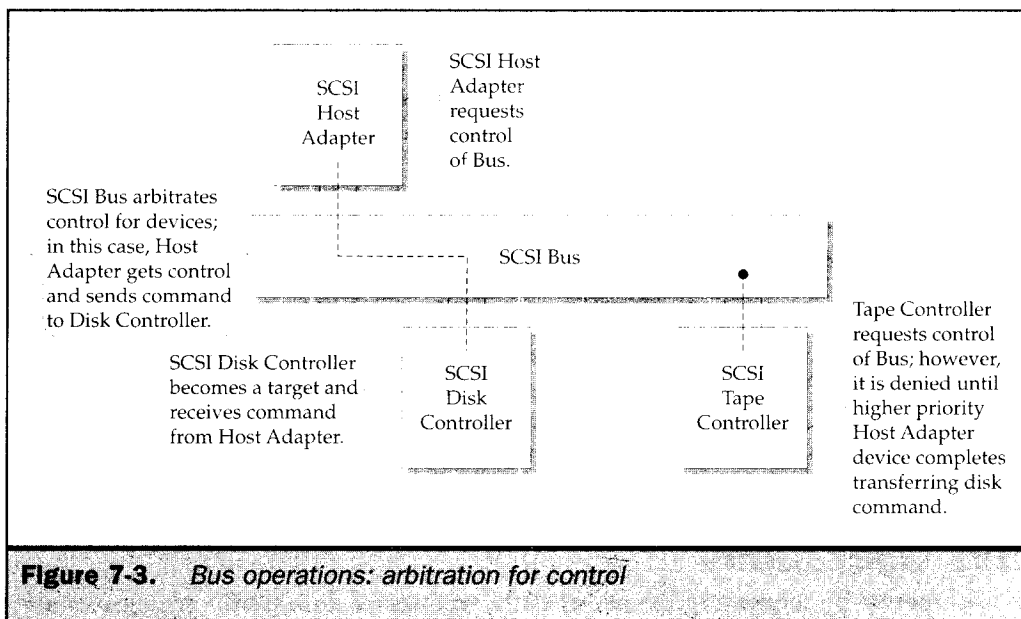 SCSI
Host
Adapter
SCSI Host
Adapter
requests
control
of Bus.
SCSI Bus arbitrates
control for devices;
in this case, Host
Adapter gets control
and sends command
to Disk Controller.
SCSI Bus
SCSI Disk Controller
becomes a target and
receives command
from Host Adapter.
SCSI
Disk
Controller
SCSI
Tape
Controller
Tape Controller
requests control
of Bus; however,
it is denied until
higher priority
Host Adapter
device completes
transferring disk
command.
Figure 7-3. Bus operations: arbitration for control